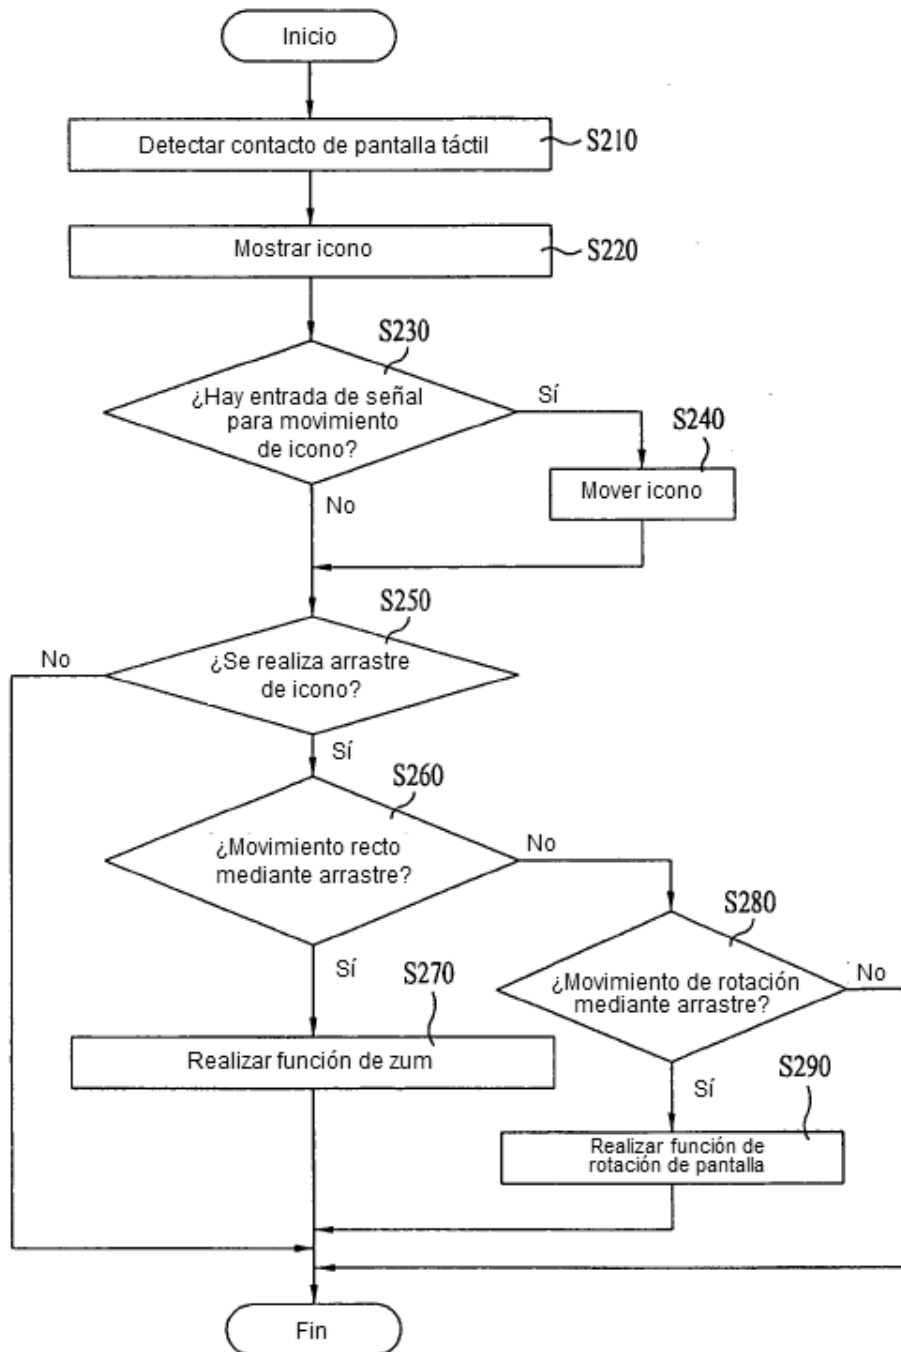 Inicio
Detectar contacto de pantalla táctil
S210
Mostrar icono
S220
S230
¿Hay entrada de señal
para movimiento
de icono?
Sí
S240
Mover icono
No
S250
No
¿Se realiza arrastre
de icono?
Sí
S260
¿Movimiento recto
mediante arrastre?
No
S280
Sí
¿Movimiento de rotación
mediante arrastre?
No
S270
Realizar función de zum
Sí
S290
Realizar función de
rotación de pantalla
Fin